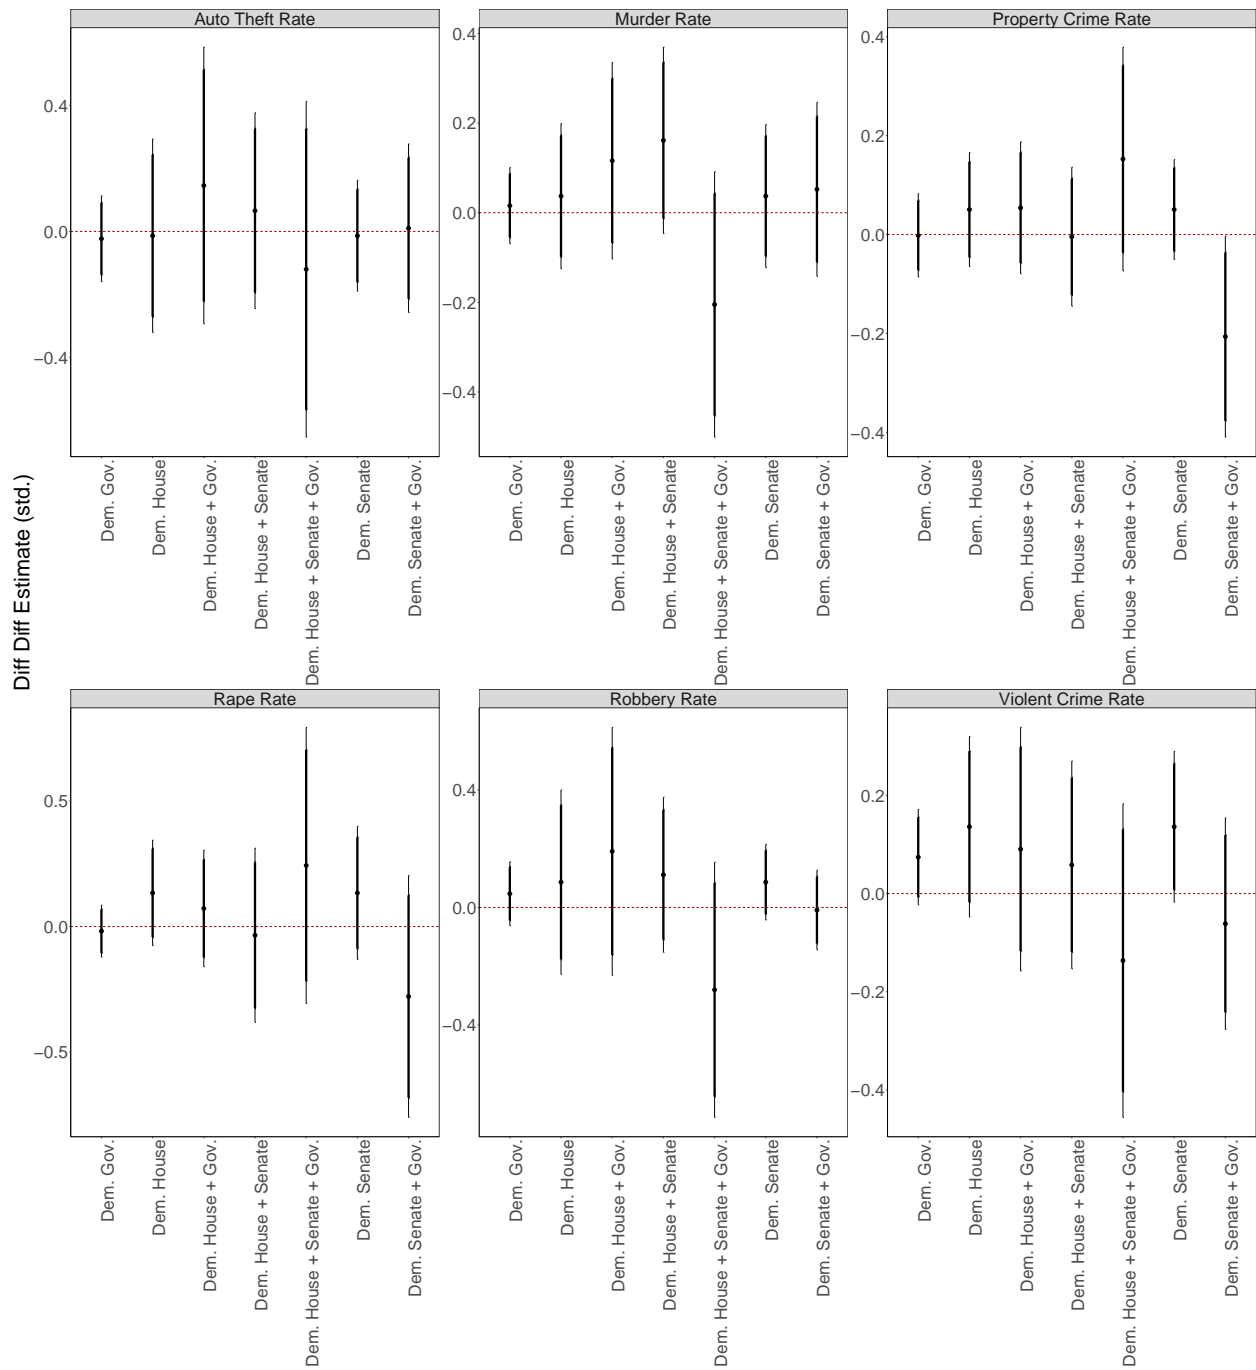 Diff Diff Estimate (std.)
Auto Theft Rate
0.4
0.0
−0.4
Dem. Gov.
Dem. House
Dem. House + Gov.
Dem. House + Senate
Dem. House + Senate + Gov.
Dem. Senate
Dem. Senate + Gov.
Murder Rate
0.4
0.2
0.0
−0.2
−0.4
Dem. Gov.
Dem. House
Dem. House + Gov.
Dem. House + Senate
Dem. House + Senate + Gov.
Dem. Senate
Dem. Senate + Gov.
Property Crime Rate
0.4
0.2
0.0
−0.2
−0.4
Dem. Gov.
Dem. House
Dem. House + Gov.
Dem. House + Senate
Dem. House + Senate + Gov.
Dem. Senate
Dem. Senate + Gov.
Rape Rate
0.5
0.0
−0.5
Dem. Gov.
Dem. House
Dem. House + Gov.
Dem. House + Senate
Dem. House + Senate + Gov.
Dem. Senate
Dem. Senate + Gov.
Robbery Rate
0.4
0.0
−0.4
Dem. Gov.
Dem. House
Dem. House + Gov.
Dem. House + Senate
Dem. House + Senate + Gov.
Dem. Senate
Dem. Senate + Gov.
Violent Crime Rate
0.2
0.0
−0.2
−0.4
Dem. Gov.
Dem. House
Dem. House + Gov.
Dem. House + Senate
Dem. House + Senate + Gov.
Dem. Senate
Dem. Senate + Gov.